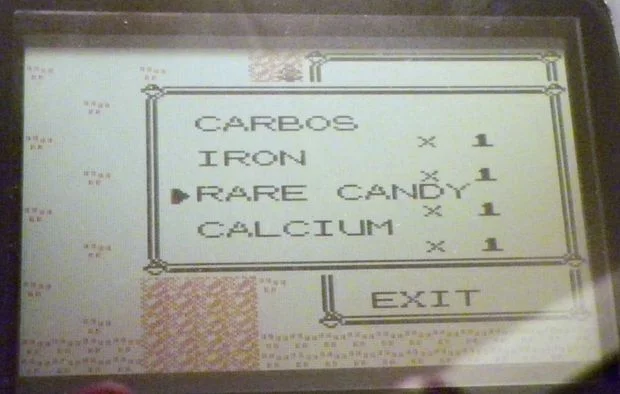 CARBOS
× 1
IRON
× 1
▶RARE CANDY
× 1
CALCIUM
× 1
EXIT